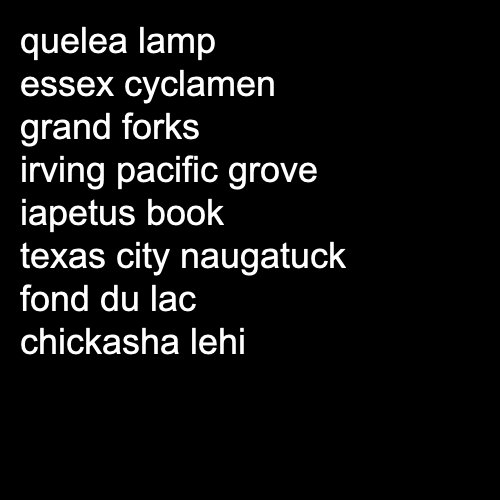 quelea lamp
essex cyclamen
grand forks
irving pacific grove
iapetus book
texas city naugatuck
fond du lac
chickasha lehi